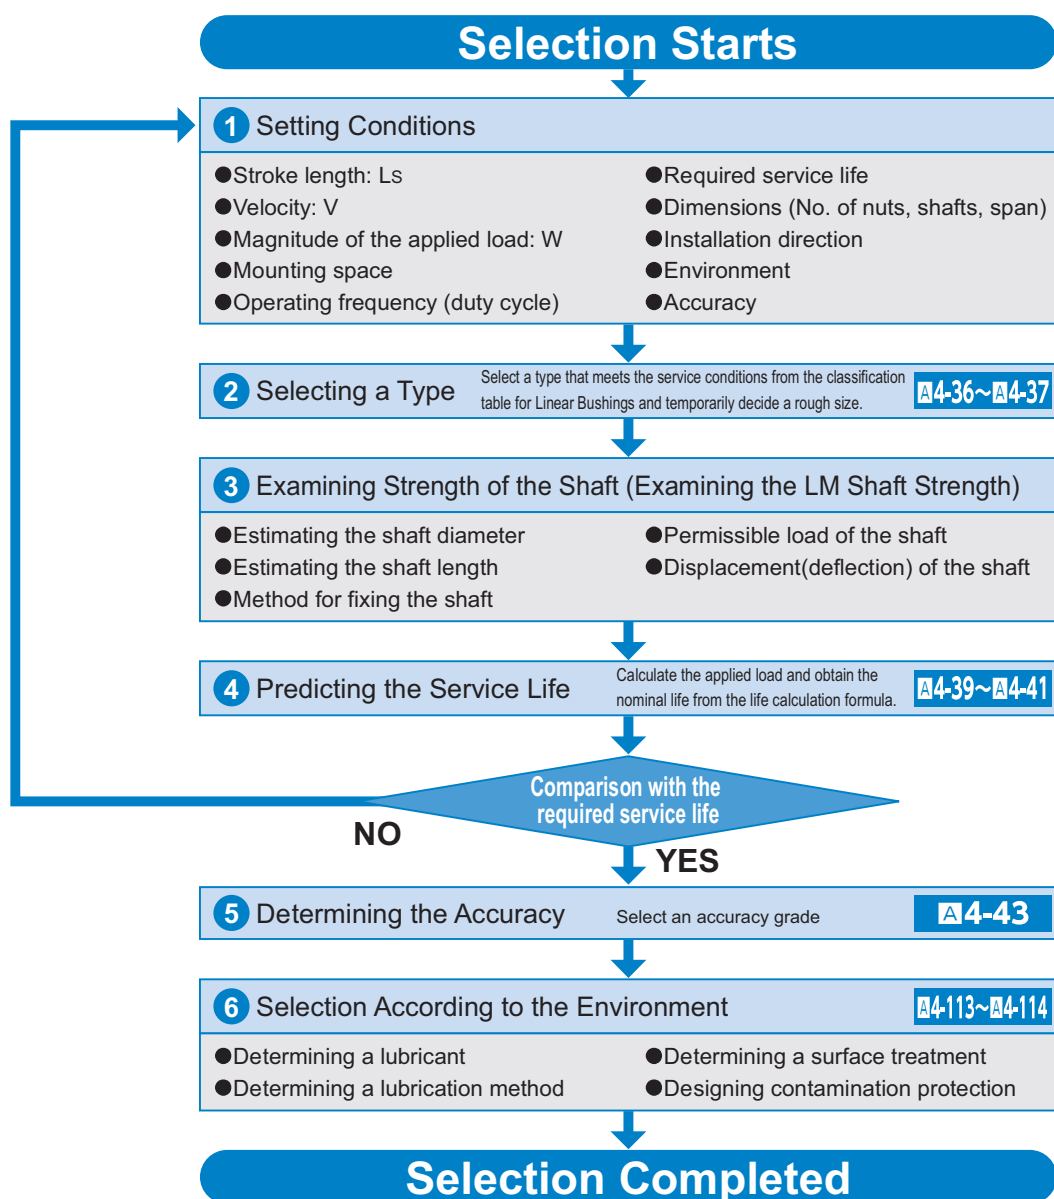 Selection Starts
1 Setting Conditions
●Stroke length: Ls
●Velocity: V
●Magnitude of the applied load: W
●Mounting space
●Operating frequency (duty cycle)
●Required service life
●Dimensions (No. of nuts, shafts, span)
●Installation direction
●Environment
●Accuracy
2 Selecting a Type
Select a type that meets the service conditions from the classification
table for Linear Bushings and temporarily decide a rough size.
A4-36~A4-37
3 Examining Strength of the Shaft (Examining the LM Shaft Strength)
●Estimating the shaft diameter
●Estimating the shaft length
●Method for fixing the shaft
●Permissible load of the shaft
●Displacement(deflection) of the shaft
4 Predicting the Service Life
Calculate the applied load and obtain the
nominal life from the life calculation formula.
A4-39~A4-41
Comparison with the
required service life
NO
YES
5 Determining the Accuracy
Select an accuracy grade
A4-43
6 Selection According to the Environment
A4-113~A4-114
●Determining a lubricant
●Determining a lubrication method
●Determining a surface treatment
●Designing contamination protection
Selection Completed